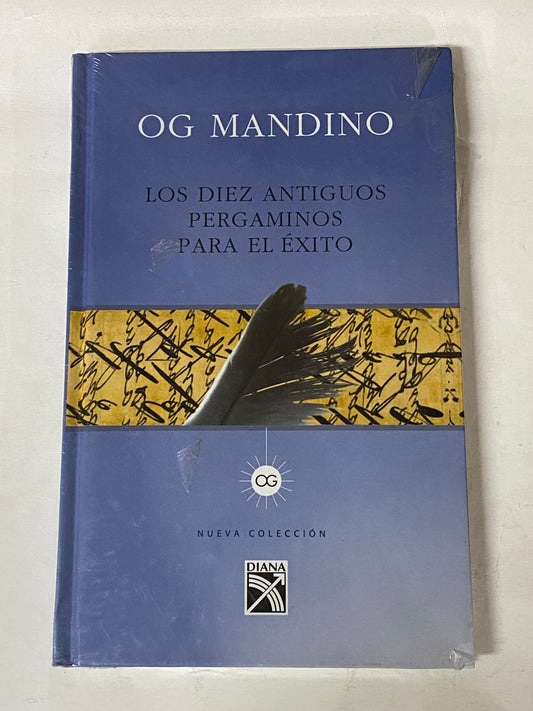 OG MANDINO
LOS DIEZ ANTIGUOS
PERGAMINOS
PARA EL ÉXITO
OG
NUEVA COLECCIÓN
DIANA